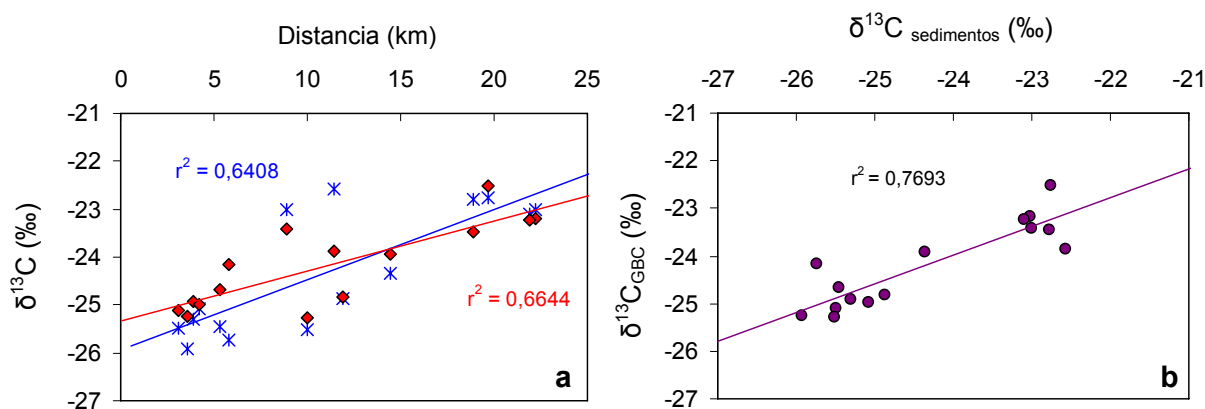 Distancia (km)
0 5 10 15 20 25
-21
-22
-23
-24
-25
-26
-27
δ¹³C (‰)
r² = 0,6408
r² = 0,6644
a
δ¹³C sedimentos (‰)
-27 -26 -25 -24 -23 -22 -21
-21
-22
-23
-24
-25
-26
-27
δ¹³C GBC (‰)
r² = 0,7693
b